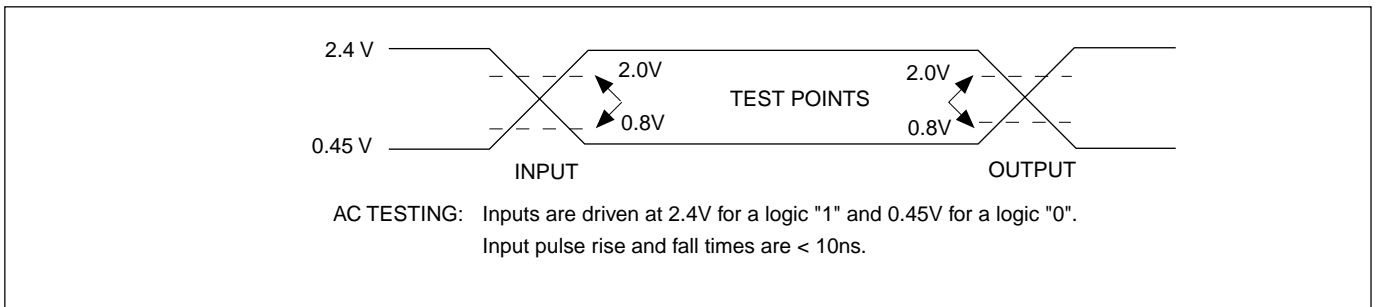 2.4 V
2.0V
2.0V
TEST POINTS
0.8V
0.8V
0.45 V
INPUT
OUTPUT
AC TESTING: Inputs are driven at 2.4V for a logic "1" and 0.45V for a logic "0".
Input pulse rise and fall times are < 10ns.